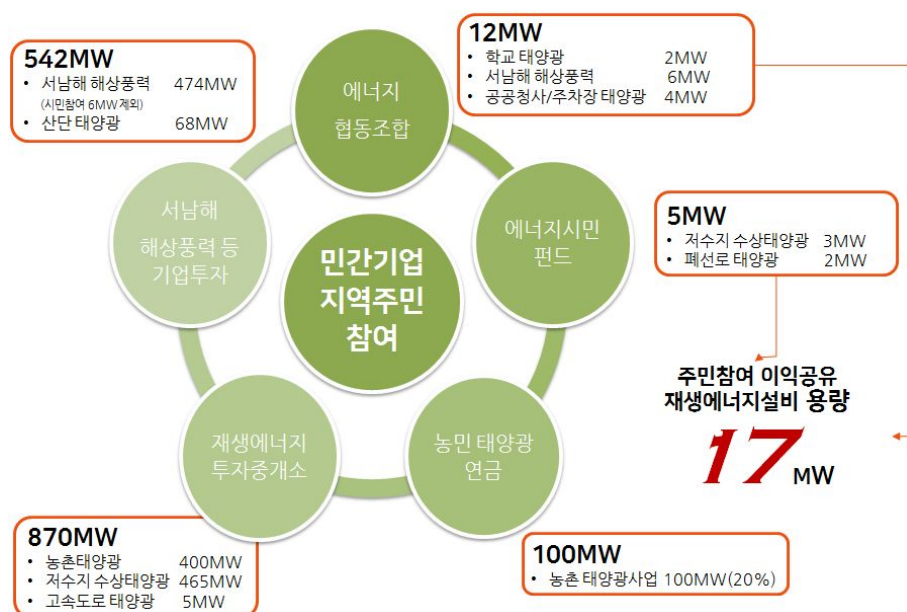 542MW
• 서남해 해상풍력 474MW
(시민참여 6MW 제외)
• 산단 태양광 68MW
12MW
• 학교 태양광 2MW
• 서남해 해상풍력 6MW
• 공공청사/주차장 태양광 4MW
에너지
협동조합
서남해
해상풍력 등
기업투자
에너지시민
펀드
민간기업
지역주민
참여
5MW
• 저수지 수상태양광 3MW
• 폐선로 태양광 2MW
주민참여 이익공유
재생에너지설비 용량
17 MW
재생에너지
투자중개소
농민 태양광
연금
870MW
• 농촌태양광 400MW
• 저수지 수상태양광 465MW
• 고속도로 태양광 5MW
100MW
• 농촌 태양광사업 100MW(20%)